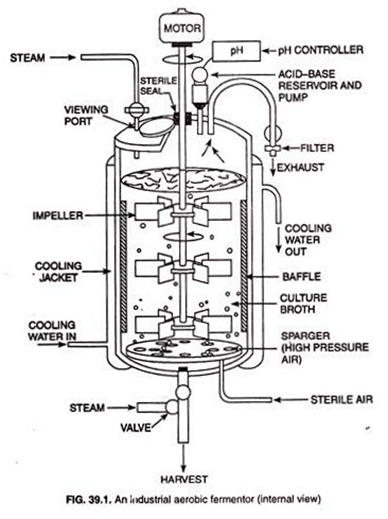 MOTOR
pH
pH CONTROLLER
STEAM
STERILE
SEAL
ACID-BASE
RESERVOIR AND
PUMP
VIEWING
PORT
FILTER
EXHAUST
IMPELLER
COOLING
WATER
OUT
COOLING
JACKET
BAFFLE
CULTURE
BROTH
COOLING
WATER IN
SPARGER
(HIGH PRESSURE
AIR)
STEAM
STERILE AIR
VALVE
HARVEST
FIG. 39.1. An industrial aerobic fermentor (internal view)